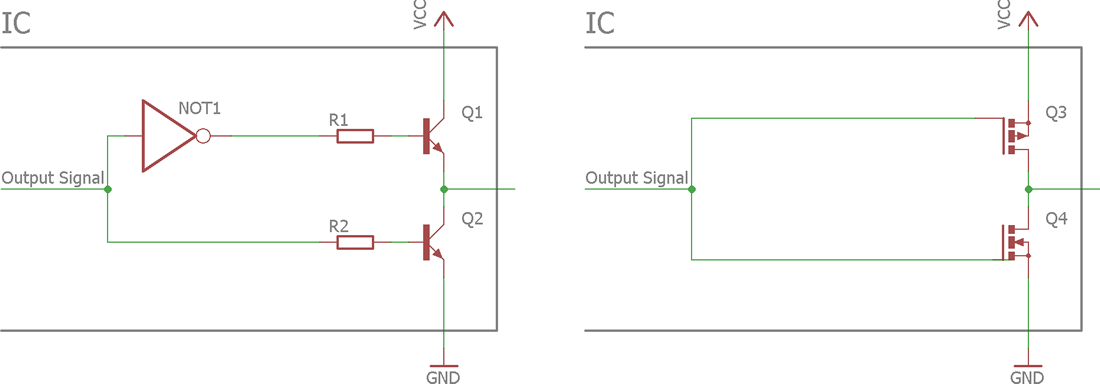 IC
VCC
NOT1
R1
Q1
Output Signal
R2
Q2
GND
IC
VCC
Q3
Output Signal
Q4
GND